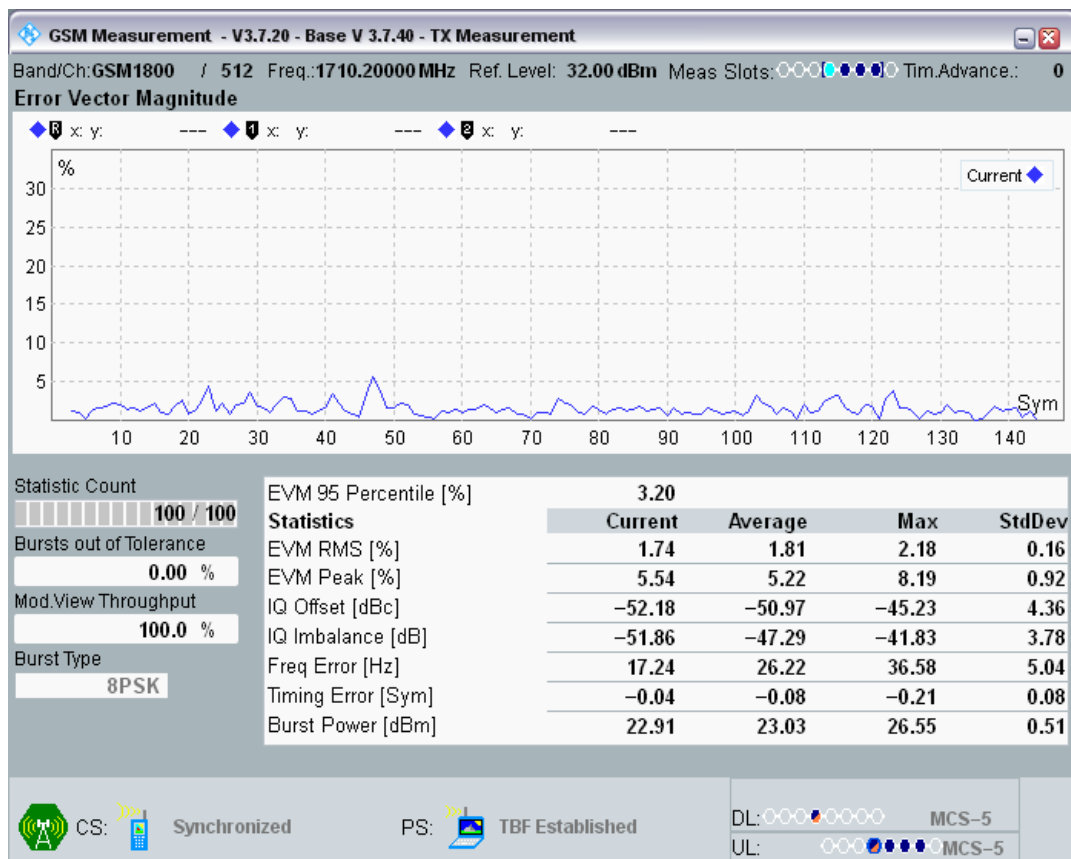 GSM Measurement - V3.7.20 - Base V 3.7.40 - TX Measurement
Band/Ch:GSM1800 / 512 Freq.:1710.20000 MHz Ref. Level: 32.00 dBm Meas Slots: Tim.Advance.: 0
Error Vector Magnitude
R x: y: --- 1 x: y: --- 2 x: y: ---
%
Current
30
25
20
15
10
5
Sym
10 20 30 40 50 60 70 80 90 100 110 120 130 140
Statistic Count
100 / 100
Bursts out of Tolerance
0.00 %
Mod.View Throughput
100.0 %
Burst Type
8PSK
EVM 95 Percentile [%] 3.20
Statistics Current Average Max StdDev
EVM RMS [%] 1.74 1.81 2.18 0.16
EVM Peak [%] 5.54 5.22 8.19 0.92
IQ Offset [dBc] −52.18 −50.97 −45.23 4.36
IQ Imbalance [dB] −51.86 −47.29 −41.83 3.78
Freq Error [Hz] 17.24 26.22 36.58 5.04
Timing Error [Sym] −0.04 −0.08 −0.21 0.08
Burst Power [dBm] 22.91 23.03 26.55 0.51
CS: Synchronized PS: TBF Established
DL: MCS−5
UL: MCS−5